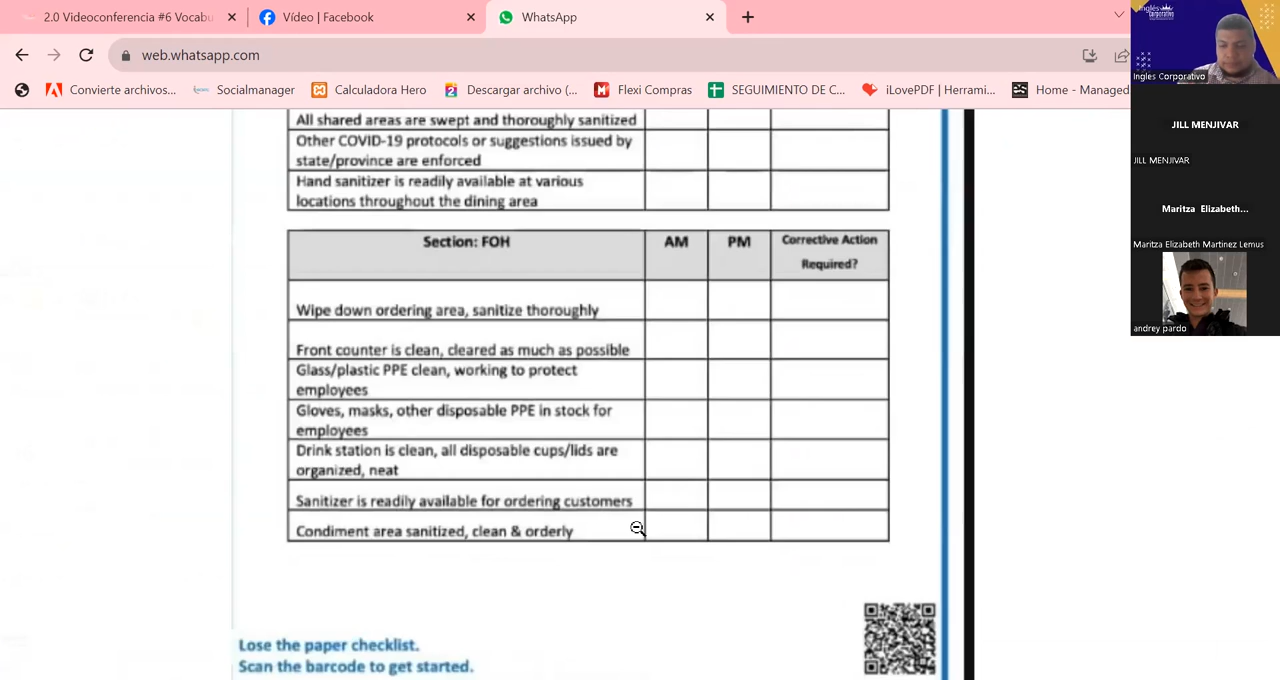 2.0 Videoconferencia #6 Vocabu
Vídeo | Facebook
WhatsApp
web.whatsapp.com
Convierte archivos...
Socialmanager
Calculadora Hero
Descargar archivo (...
Flexi Compras
SEGUIMIENTO DE C...
iLovePDF | Herrami...
Home - Managed
Inglés Corporativo
Ingles Corporativo
JILL MENJIVAR
JILL MENJIVAR
Maritza Elizabeth...
Maritza Elizabeth Martinez Lemus
andrey pardo
All shared areas are swept and thoroughly sanitized
Other COVID-19 protocols or suggestions issued by
state/province are enforced
Hand sanitizer is readily available at various
locations throughout the dining area
Section: FOH AM PM Corrective Action
Required?
Wipe down ordering area, sanitize thoroughly
Front counter is clean, cleared as much as possible
Glass/plastic PPE clean, working to protect
employees
Gloves, masks, other disposable PPE in stock for
employees
Drink station is clean, all disposable cups/lids are
organized, neat
Sanitizer is readily available for ordering customers
Condiment area sanitized, clean & orderly
Lose the paper checklist.
Scan the barcode to get started.